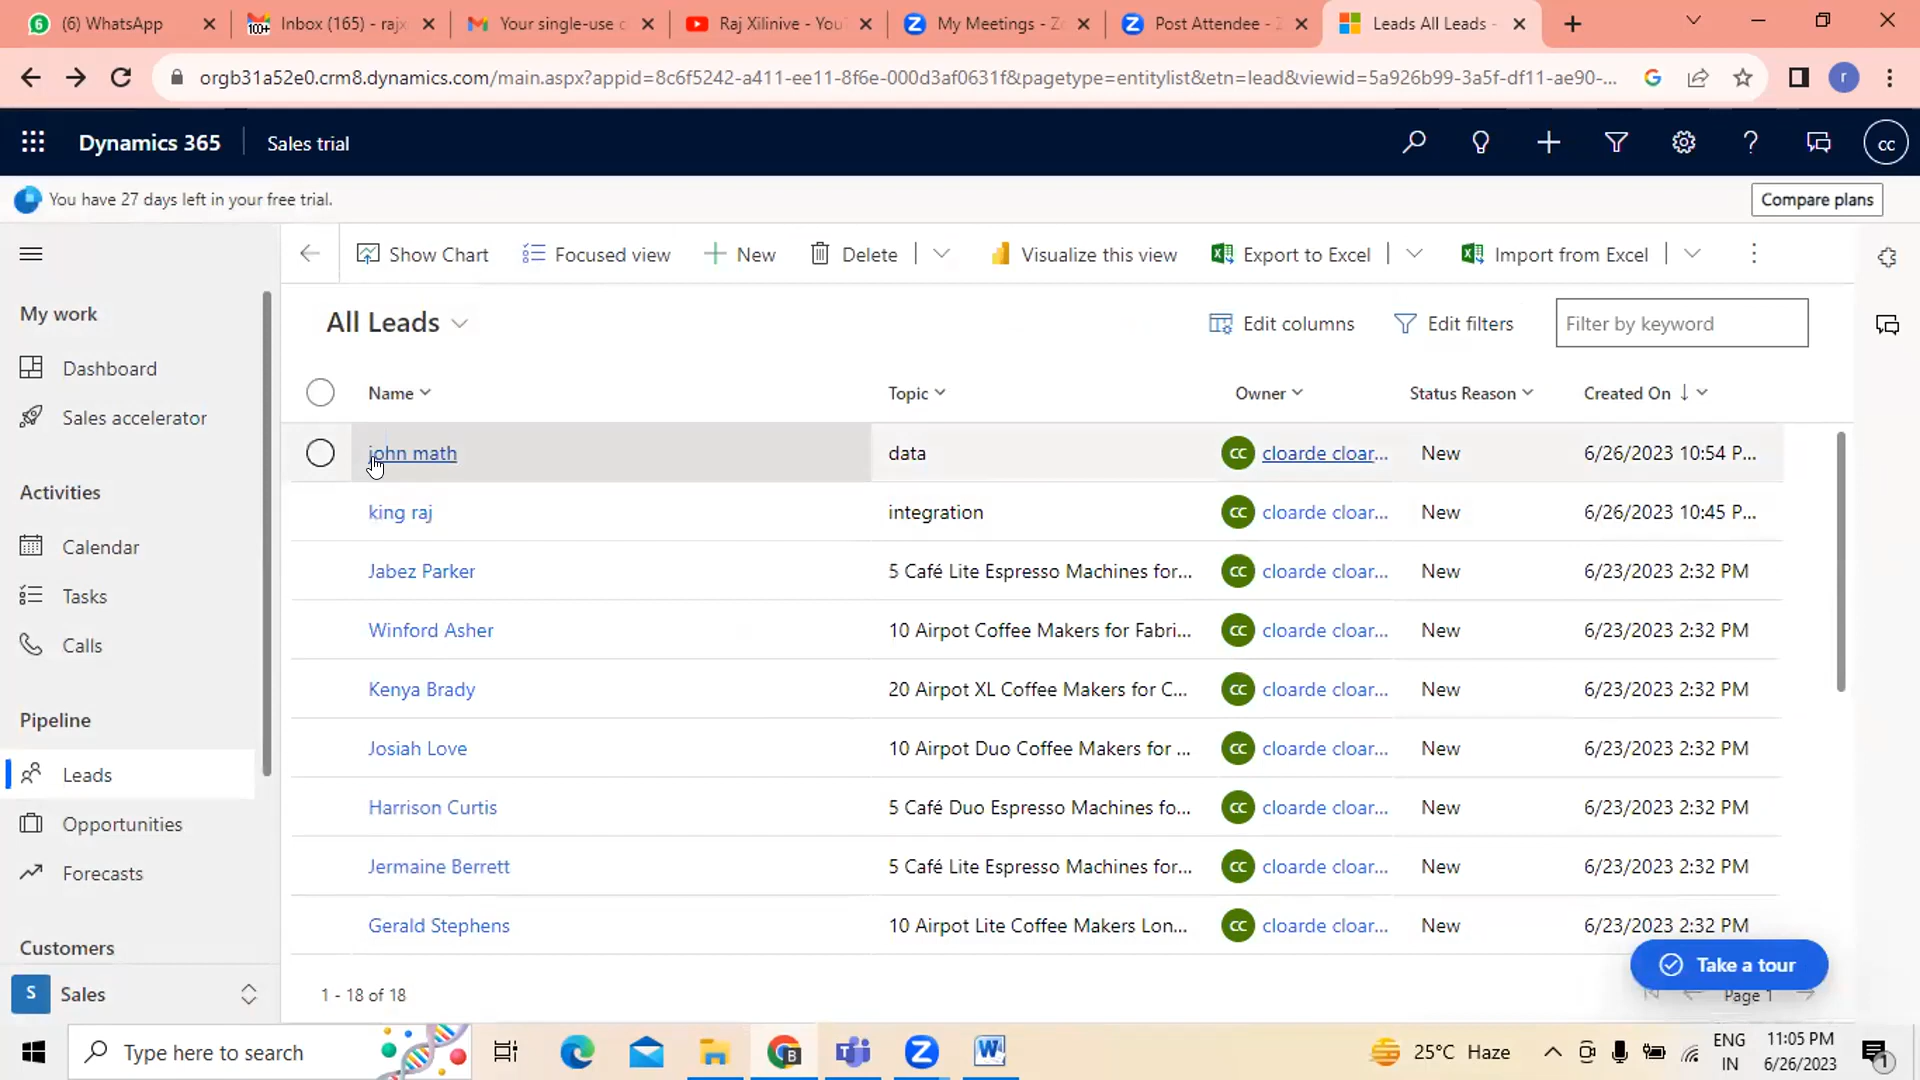 (6) WhatsApp
Inbox (165) - rajx
Your single-use c
Raj Xilinive - You
My Meetings - Zo
Post Attendee - Z
Leads All Leads -
orgb31a52e0.crm8.dynamics.com/main.aspx?appid=8c6f5242-a411-ee11-8f6e-000d3af0631f&pagetype=entitylist&etn=lead&viewid=5a926b99-3a5f-df11-ae90-...
r
Dynamics 365
Sales trial
CC
You have 27 days left in your free trial.
Compare plans
Show Chart
Focused view
New
Delete
Visualize this view
Export to Excel
Import from Excel
My work
Dashboard
Sales accelerator
Activities
Calendar
Tasks
Calls
Pipeline
Leads
Opportunities
Forecasts
Customers
S Sales
All Leads
Edit columns
Edit filters
Filter by keyword
Name Topic Owner Status Reason Created On
john math data CC cloarde cloar... New 6/26/2023 10:54 P...
king raj integration CC cloarde cloar... New 6/26/2023 10:45 P...
Jabez Parker 5 Café Lite Espresso Machines for... CC cloarde cloar... New 6/23/2023 2:32 PM
Winford Asher 10 Airpot Coffee Makers for Fabri... CC cloarde cloar... New 6/23/2023 2:32 PM
Kenya Brady 20 Airpot XL Coffee Makers for C... CC cloarde cloar... New 6/23/2023 2:32 PM
Josiah Love 10 Airpot Duo Coffee Makers for ... CC cloarde cloar... New 6/23/2023 2:32 PM
Harrison Curtis 5 Café Duo Espresso Machines fo... CC cloarde cloar... New 6/23/2023 2:32 PM
Jermaine Berrett 5 Café Lite Espresso Machines for... CC cloarde cloar... New 6/23/2023 2:32 PM
Gerald Stephens 10 Airpot Lite Coffee Makers Lon... CC cloarde cloar... New 6/23/2023 2:32 PM
Take a tour
1 - 18 of 18
Page 1
Type here to search
25°C Haze
ENG
IN
11:05 PM
6/26/2023
1